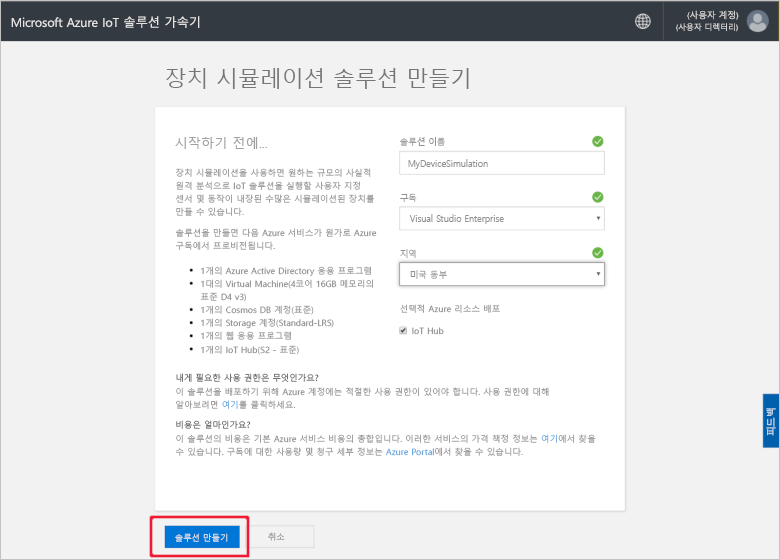 Microsoft Azure IoT 솔루션 가속기
(사용자 계정)
(사용자 디렉터리)
장치 시뮬레이션 솔루션 만들기
시작하기 전에...
장치 시뮬레이션을 사용하면 원하는 규모의 사실적
원격 분석으로 IoT 솔루션을 실행할 사용자 지정
센서 및 동작이 내장된 수많은 시뮬레이션된 장치를
만들 수 있습니다.
솔루션을 만들면 다음 Azure 서비스가 원가로 Azure
구독에서 프로비전됩니다.
• 1개의 Azure Active Directory 응용 프로그램
• 1대의 Virtual Machine(4코어 16GB 메모리의
표준 D4 v3)
• 1개의 Cosmos DB 계정(표준)
• 1개의 Storage 계정(Standard-LRS)
• 1개의 웹 응용 프로그램
• 1개의 IoT Hub(S2 - 표준)
솔루션 이름
MyDeviceSimulation
구독
Visual Studio Enterprise
지역
미국 동부
선택적 Azure 리소스 배포
IoT Hub
내게 필요한 사용 권한은 무엇인가요?
이 솔루션을 배포하기 위해 Azure 계정에는 적절한 사용 권한이 있어야 합니다. 사용 권한에 대해
알아보려면 여기를 클릭하세요.
비용은 얼마인가요?
이 솔루션의 비용은 기본 Azure 서비스 비용의 종합입니다. 이러한 서비스의 가격 책정 정보는 여기에서 찾을
수 있습니다. 구독에 대한 사용량 및 청구 세부 정보는 Azure Portal에서 찾을 수 있습니다.
피드백
솔루션 만들기
취소